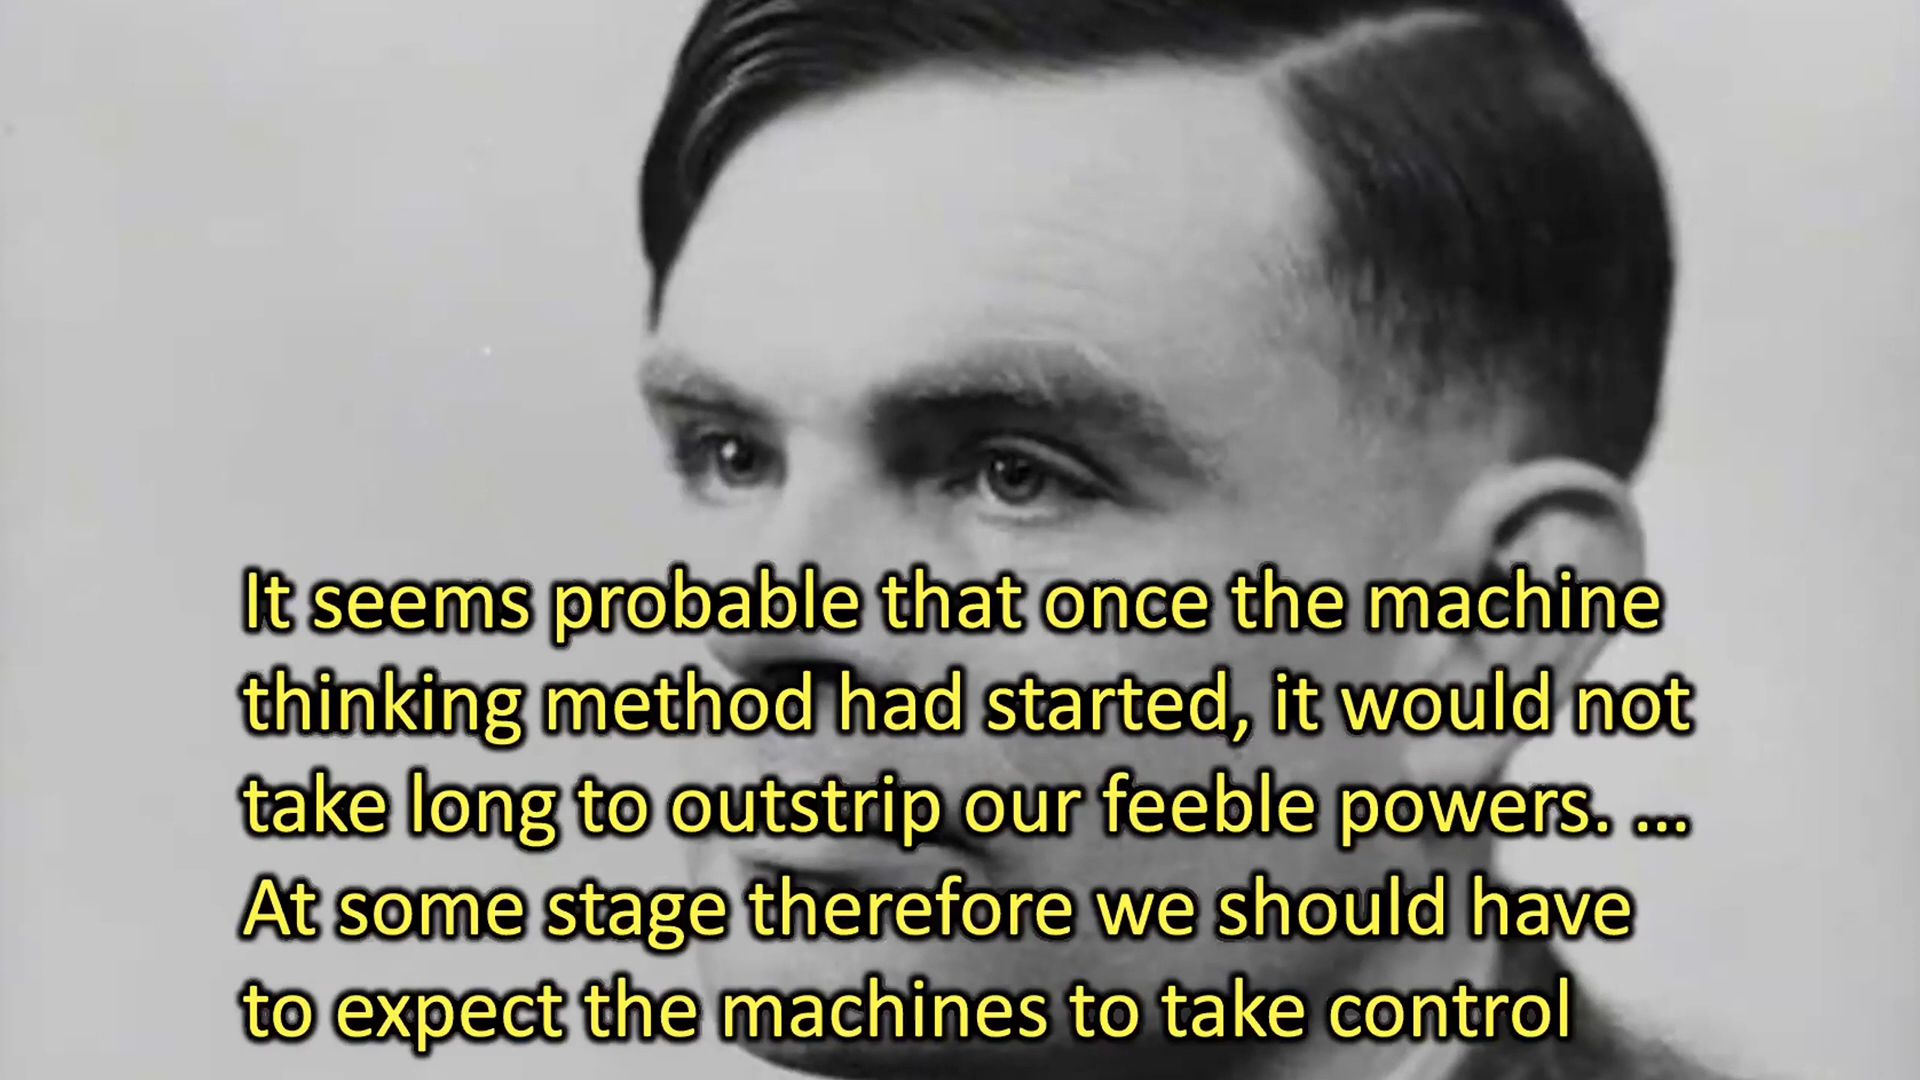 It seems probable that once the machine
thinking method had started, it would not
take long to outstrip our feeble powers. ...
At some stage therefore we should have
to expect the machines to take control